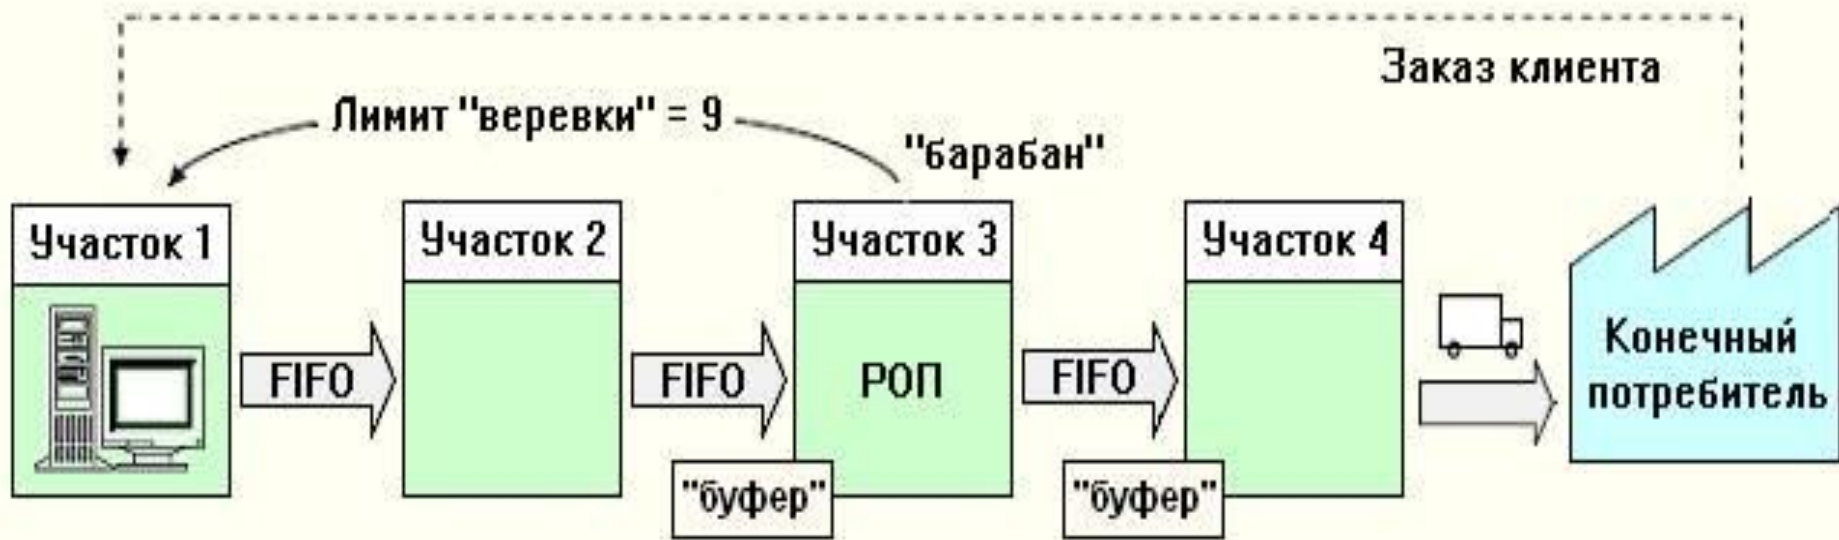 Заказ клиента
Лимит "веревки" = 9
"барабан"
Участок 1
Участок 2
Участок 3
Участок 4
FIFO
FIFO
РОП
FIFO
Конечный
потребитель
"буфер"
"буфер"